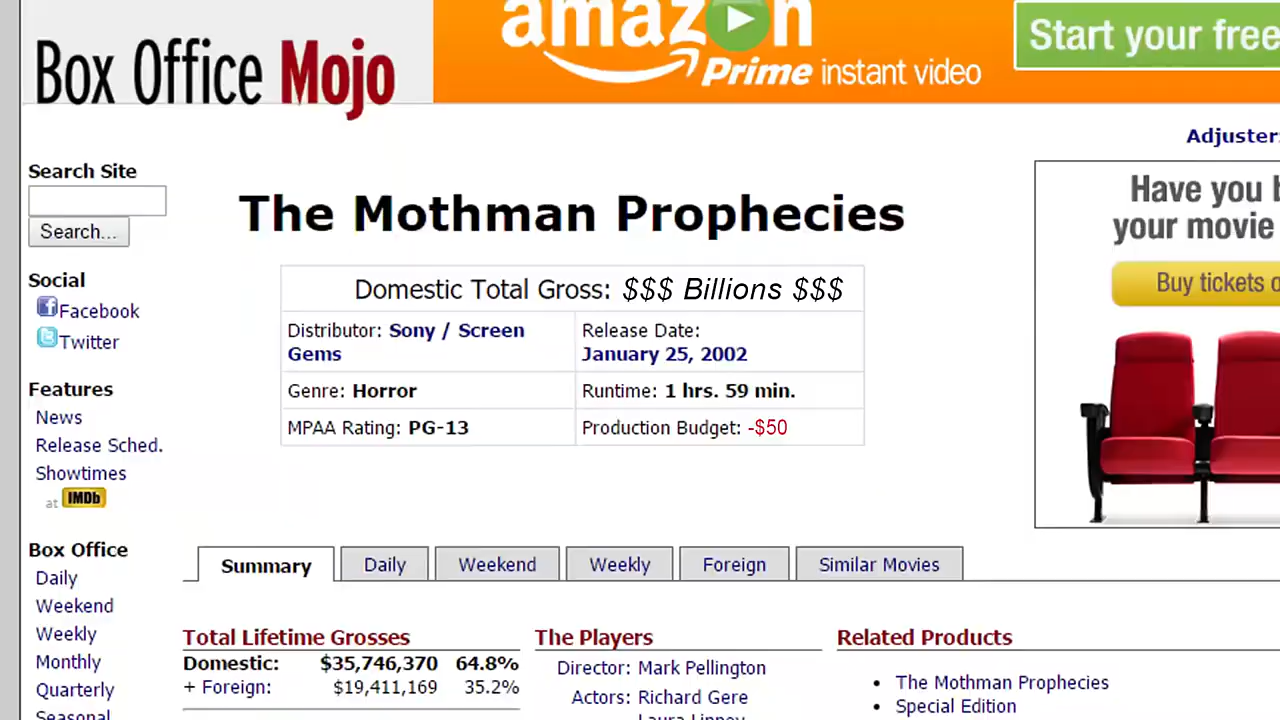 amazon
Prime instant video
Start your free
Box Office Mojo
Adjuster:
Search Site
Search...
Social
Facebook
Twitter
Features
News
Release Sched.
Showtimes
at IMDb
Box Office
Daily
Weekend
Weekly
Monthly
Quarterly
Seasonal
The Mothman Prophecies
Domestic Total Gross: $$$ Billions $$$
Distributor: Sony / Screen
Gems
Release Date:
January 25, 2002
Genre: Horror
Runtime: 1 hrs. 59 min.
MPAA Rating: PG-13
Production Budget: -$50
Have you b
your movie
Buy tickets o
Summary
Daily
Weekend
Weekly
Foreign
Similar Movies
Total Lifetime Grosses
Domestic: $35,746,370 64.8%
+ Foreign: $19,411,169 35.2%
The Players
Director: Mark Pellington
Actors: Richard Gere
Laura Linney
Related Products
• The Mothman Prophecies
• Special Edition